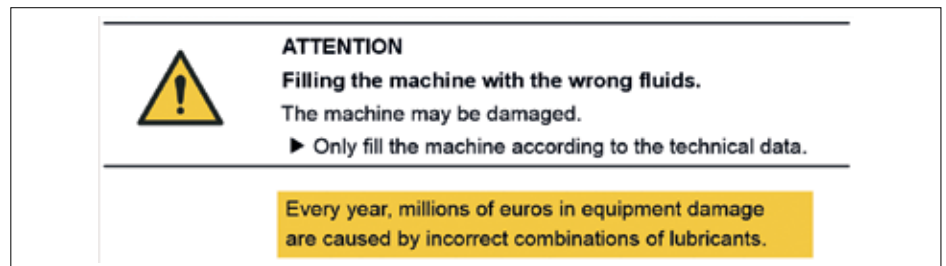 ATTENTION
Filling the machine with the wrong fluids.
The machine may be damaged.
▶ Only fill the machine according to the technical data.
Every year, millions of euros in equipment damage
are caused by incorrect combinations of lubricants.